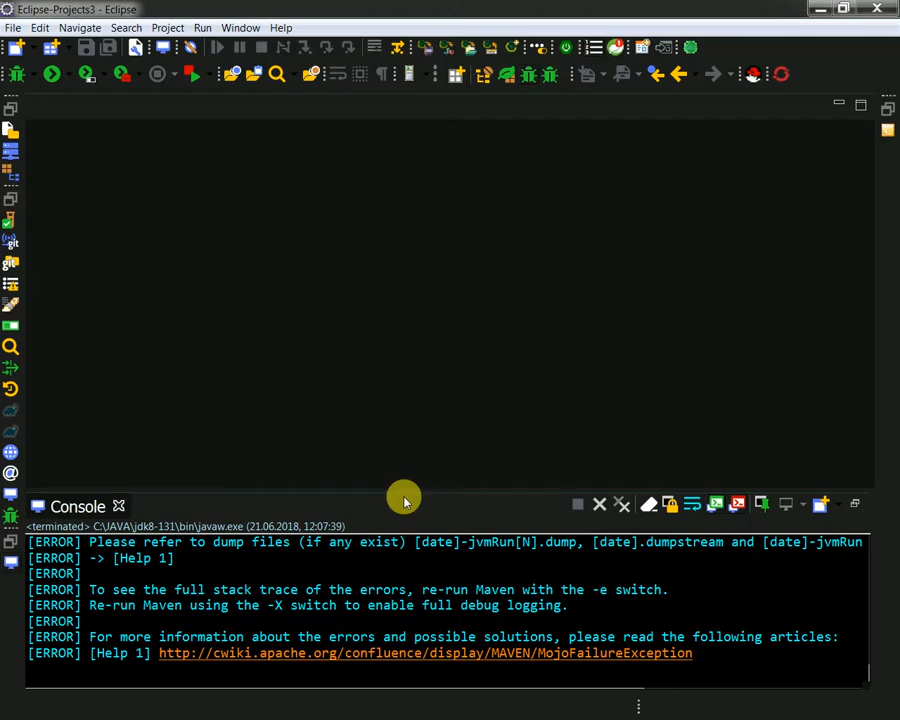 Eclipse-Projects3 - Eclipse
File Edit Navigate Search Project Run Window Help
git
git
Console
<terminated> C:\JAVA\jdk8-131\bin\javaw.exe (21.06.2018, 12:07:39)
[ERROR] Please refer to dump files (if any exist) [date]-jvmRun[N].dump, [date].dumpstream and [date]-jvmRun
[ERROR] -> [Help 1]
[ERROR]
[ERROR] To see the full stack trace of the errors, re-run Maven with the -e switch.
[ERROR] Re-run Maven using the -X switch to enable full debug logging.
[ERROR]
[ERROR] For more information about the errors and possible solutions, please read the following articles:
[ERROR] [Help 1] http://cwiki.apache.org/confluence/display/MAVEN/MojoFailureException